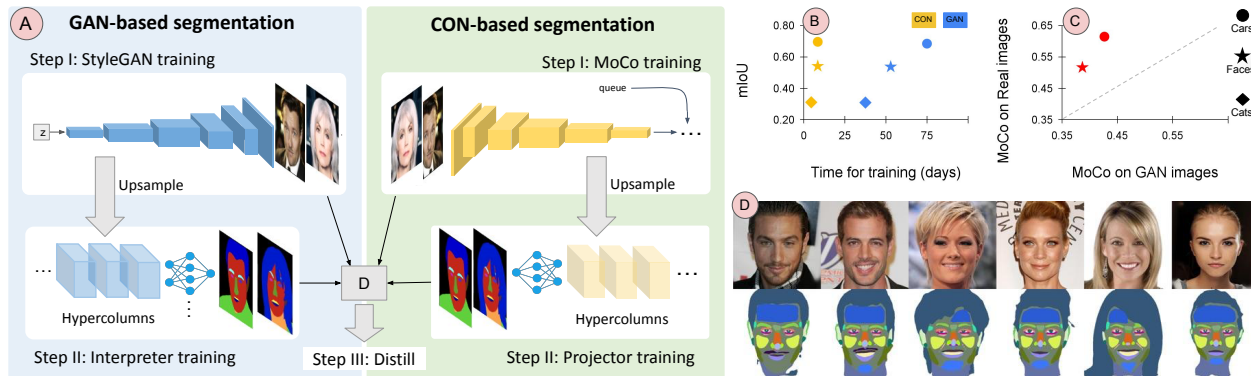 A
GAN-based segmentation
CON-based segmentation
Step I: StyleGAN training
Step I: MoCo training
z
queue
...
Upsample
Upsample
...
Hypercolumns
D
Hypercolumns
...
Step II: Interpreter training
Step III: Distill
Step II: Projector training
B
CON
GAN
mIoU
0.80
0.60
0.40
0.20
0
25
50
75
Time for training (days)
C
MoCo on Real images
0.65
0.55
0.45
0.35
0.35
0.45
0.55
MoCo on GAN images
Cars
Faces
Cats
D